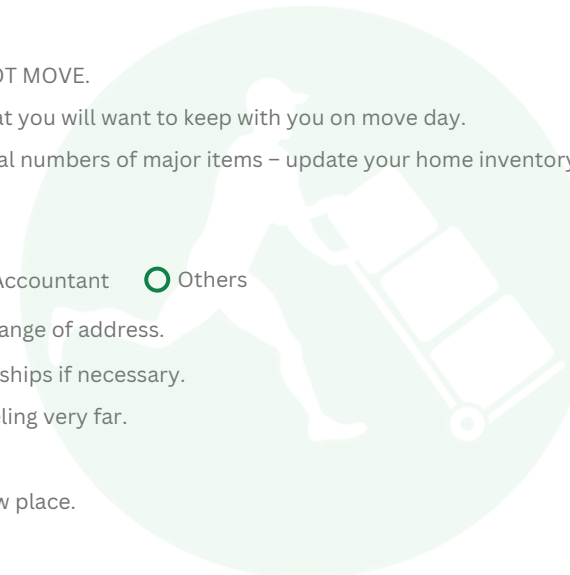 OT MOVE.
at you will want to keep with you on move day.
al numbers of major items – update your home inventory
Accountant Others
ange of address.
ships if necessary.
ling very far.
w place.